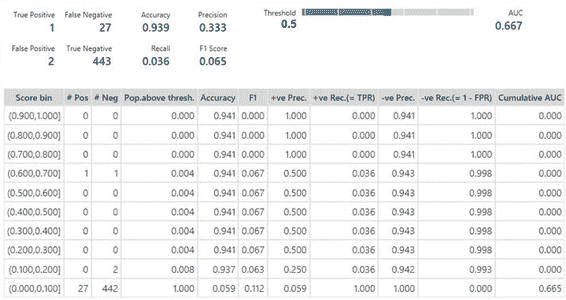 True Positive False Negative Accuracy Precision Threshold AUC
1 27 0.939 0.333 0.5 0.667
False Positive True Negative Recall F1 Score
2 443 0.036 0.065
Score bin # Pos # Neg Pop.above thresh. Accuracy F1 +ve Prec. +ve Rec.(= TPR) -ve Prec. -ve Rec.(= 1 - FPR) Cumulative AUC
(0.900,1.000] 0 0 0.000 0.941 0.000 1.000 0.000 0.941 1.000 0.000
(0.800,0.900] 0 0 0.000 0.941 0.000 1.000 0.000 0.941 1.000 0.000
(0.700,0.800] 0 0 0.000 0.941 0.000 1.000 0.000 0.941 1.000 0.000
(0.600,0.700] 1 1 0.004 0.941 0.067 0.500 0.036 0.943 0.998 0.000
(0.500,0.600] 0 0 0.004 0.941 0.067 0.500 0.036 0.943 0.998 0.000
(0.400,0.500] 0 0 0.004 0.941 0.067 0.500 0.036 0.943 0.998 0.000
(0.300,0.400] 0 0 0.004 0.941 0.067 0.500 0.036 0.943 0.998 0.000
(0.200,0.300] 0 0 0.004 0.941 0.067 0.500 0.036 0.943 0.998 0.000
(0.100,0.200] 0 2 0.008 0.937 0.063 0.250 0.036 0.942 0.993 0.000
(0.000,0.100] 27 442 1.000 0.059 0.112 0.059 1.000 1.000 0.000 0.665